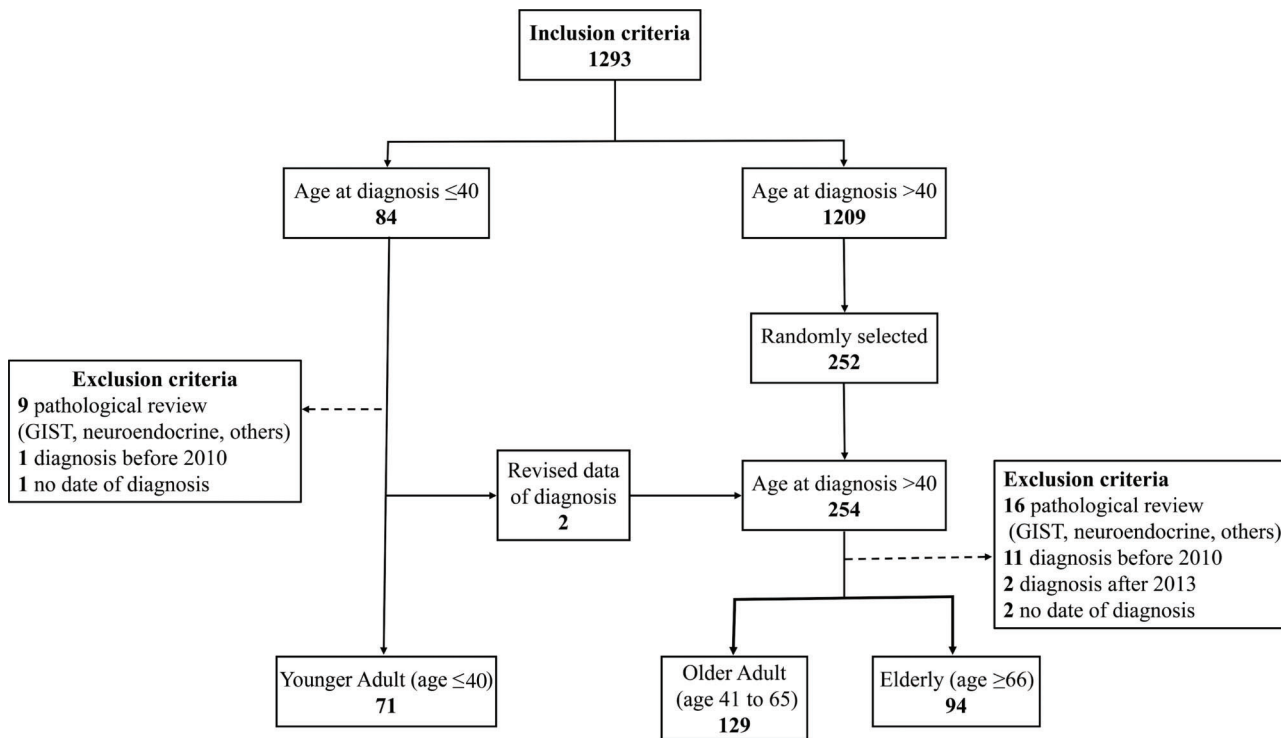 Inclusion criteria
1293
Age at diagnosis ≤40
84
Age at diagnosis >40
1209
Randomly selected
252
Exclusion criteria
9 pathological review
(GIST, neuroendocrine, others)
1 diagnosis before 2010
1 no date of diagnosis
Revised data
of diagnosis
2
Age at diagnosis >40
254
Exclusion criteria
16 pathological review
(GIST, neuroendocrine, others)
11 diagnosis before 2010
2 diagnosis after 2013
2 no date of diagnosis
Younger Adult (age ≤40)
71
Older Adult
(age 41 to 65)
129
Elderly (age ≥66)
94